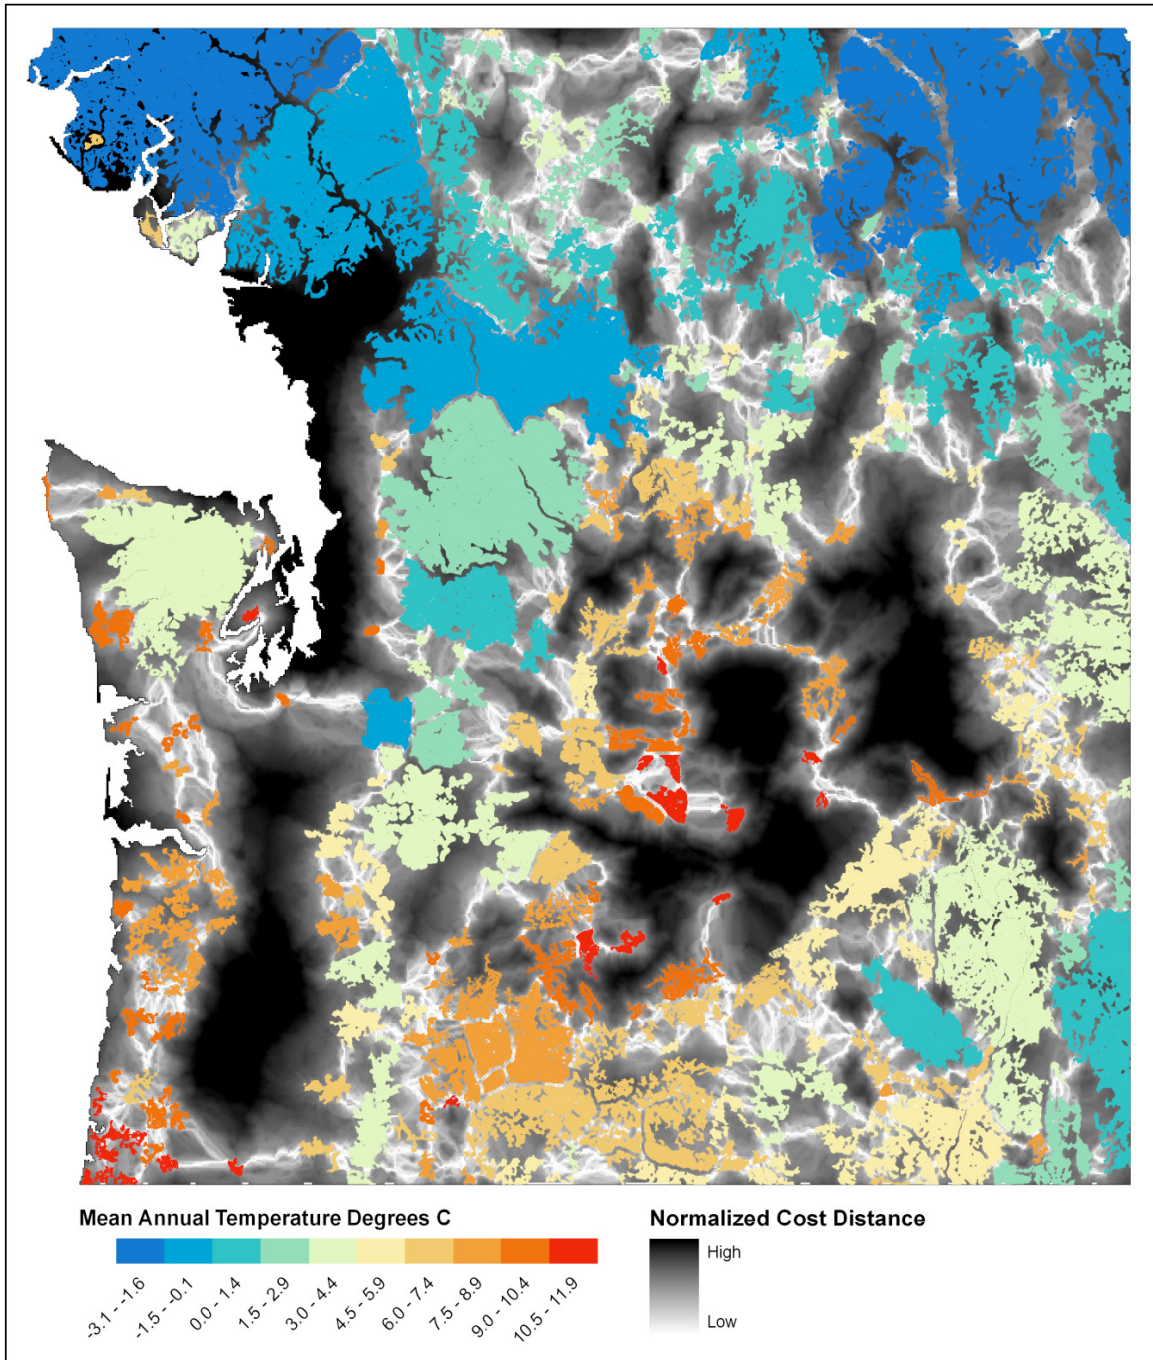 Mean Annual Temperature Degrees C
-3.1 - -1.6
-1.5 - -0.1
0.0 - 1.4
1.5 - 2.9
3.0 - 4.4
4.5 - 5.9
6.0 - 7.4
7.5 - 8.9
9.0 - 10.4
10.5 - 11.9
Normalized Cost Distance
High
Low